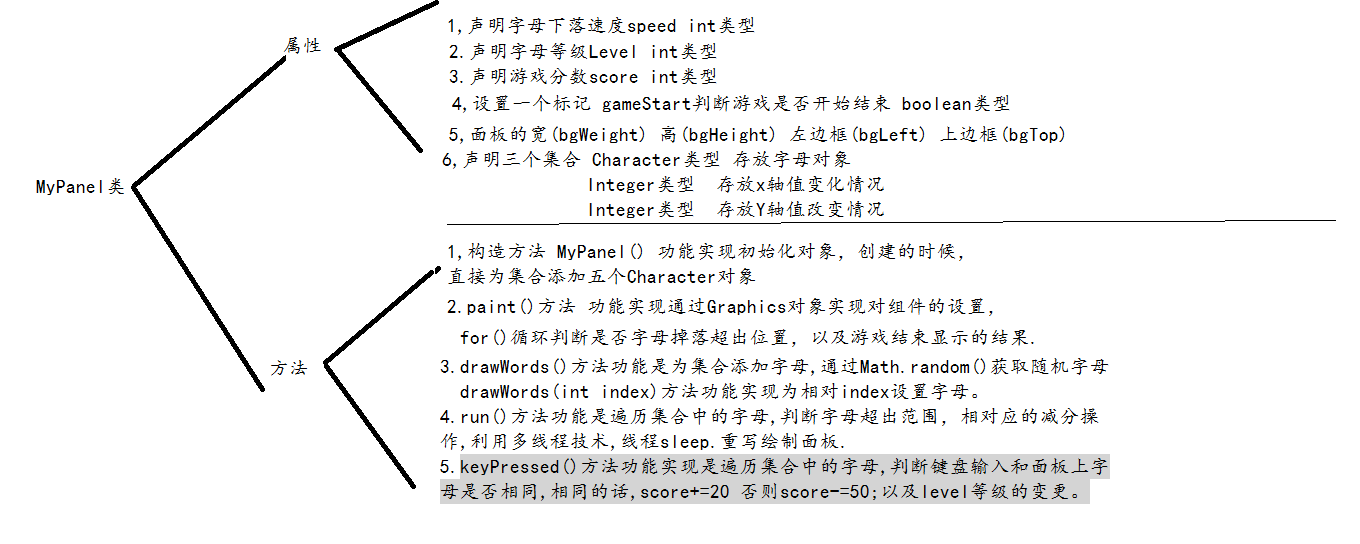 属性
1,声明字母下落速度speed int类型
2.声明字母等级Level int类型
3.声明游戏分数score int类型
4,设置一个标记 gameStart判断游戏是否开始结束 boolean类型
5,面板的宽(bgWeight) 高(bgHeight) 左边框(bgLeft) 上边框(bgTop)
6,声明三个集合 Character类型 存放字母对象
Integer类型 存放x轴值变化情况
Integer类型 存放Y轴值改变情况
MyPanel类
1,构造方法 MyPanel() 功能实现初始化对象, 创建的时候,
直接为集合添加五个Character对象
2.paint()方法 功能实现通过Graphics对象实现对组件的设置,
for()循环判断是否字母掉落超出位置, 以及游戏结束显示的结果.
方法
3.drawWords()方法功能是为集合添加字母,通过Math.random()获取随机字母
drawWords(int index)方法功能实现为相对index设置字母。
4.run()方法功能是遍历集合中的字母,判断字母超出范围, 相对应的减分操
作,利用多线程技术,线程sleep.重写绘制面板.
5.keyPressed()方法功能实现是遍历集合中的字母,判断键盘输入和面板上字
母是否相同,相同的话,score+=20 否则score-=50;以及level等级的变更。